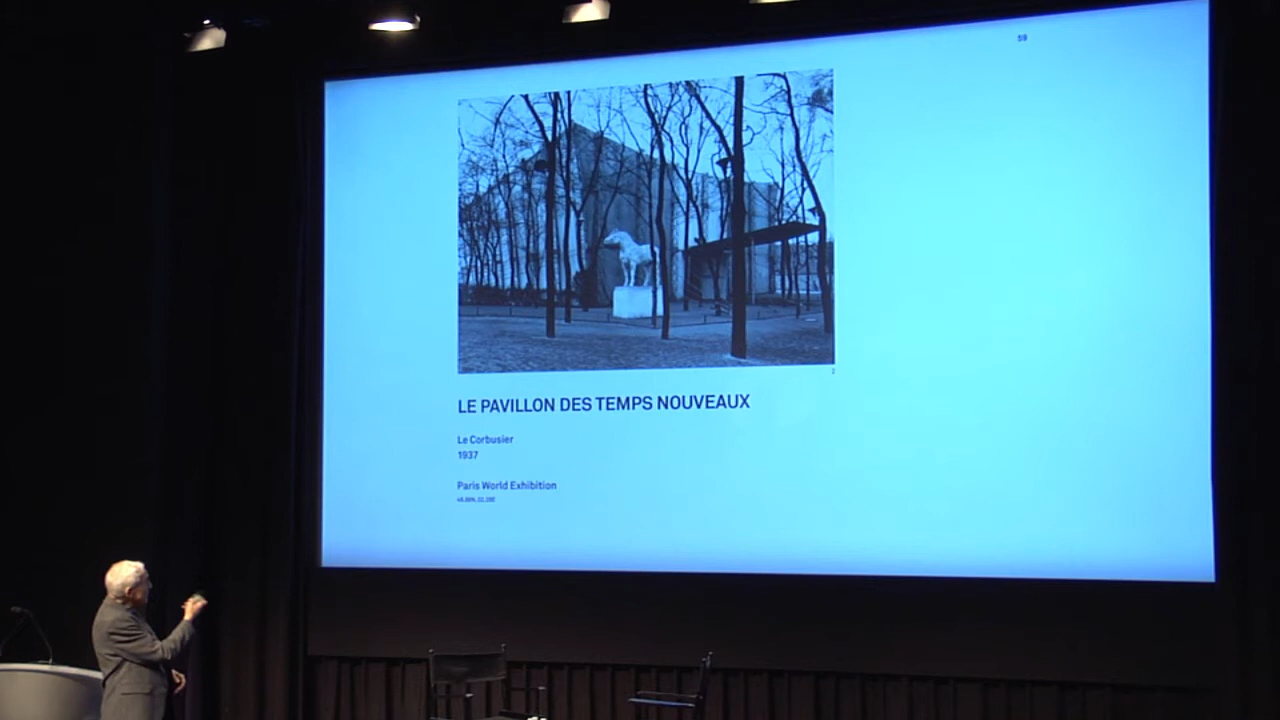 59
LE PAVILLON DES TEMPS NOUVEAUX
Le Corbusier
1937
Paris World Exhibition